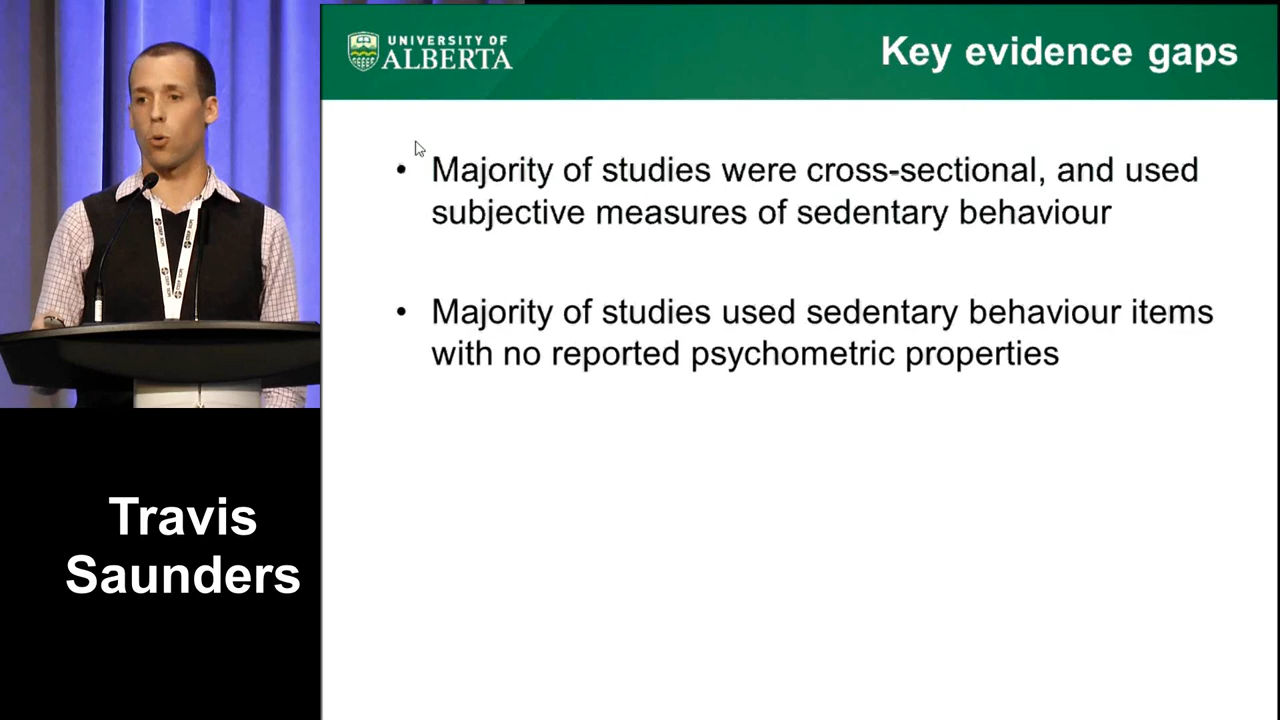 UNIVERSITY OF
ALBERTA
Key evidence gaps
• Majority of studies were cross-sectional, and used
subjective measures of sedentary behaviour
• Majority of studies used sedentary behaviour items
with no reported psychometric properties
Travis
Saunders